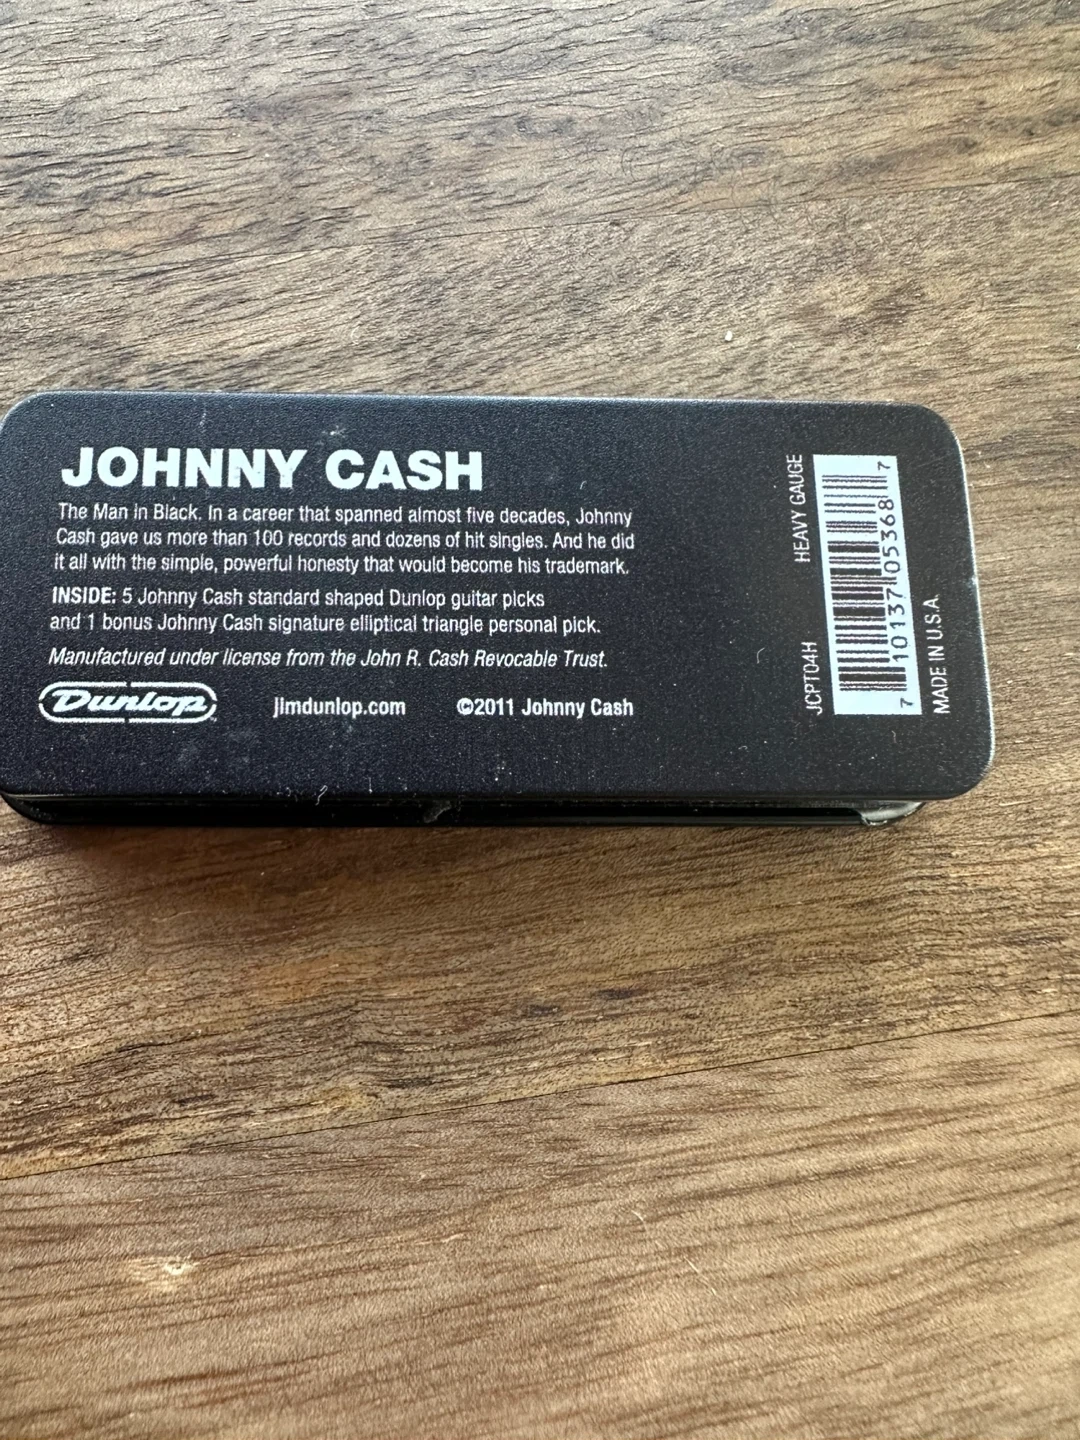 JOHNNY CASH
The Man in Black. In a career that spanned almost five decades, Johnny
Cash gave us more than 100 records and dozens of hit singles. And he did
it all with the simple, powerful honesty that would become his trademark.
INSIDE: 5 Johnny Cash standard shaped Dunlop guitar picks
and 1 bonus Johnny Cash signature elliptical triangle personal pick.
Manufactured under license from the John R. Cash Revocable Trust.
Dunlop jimdunlop.com ©2011 Johnny Cash
JCPT04H HEAVY GAUGE
7 10137 05368 7
MADE IN U.S.A.